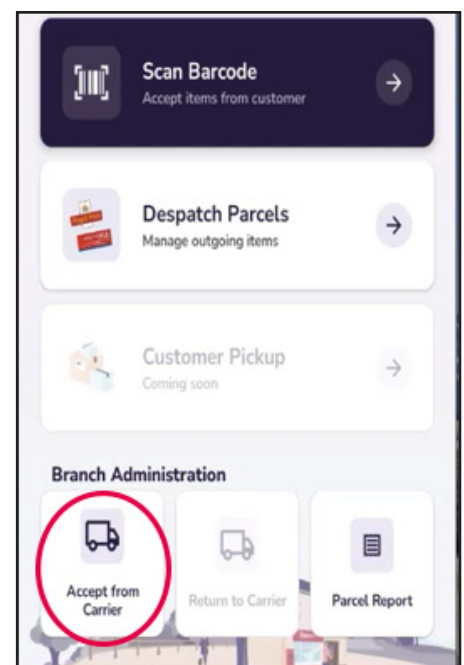 Scan Barcode
Accept items from customer
Despatch Parcels
Manage outgoing items
Customer Pickup
Coming soon
Branch Administration
Accept from
Carrier
Return to Carrier
Parcel Report